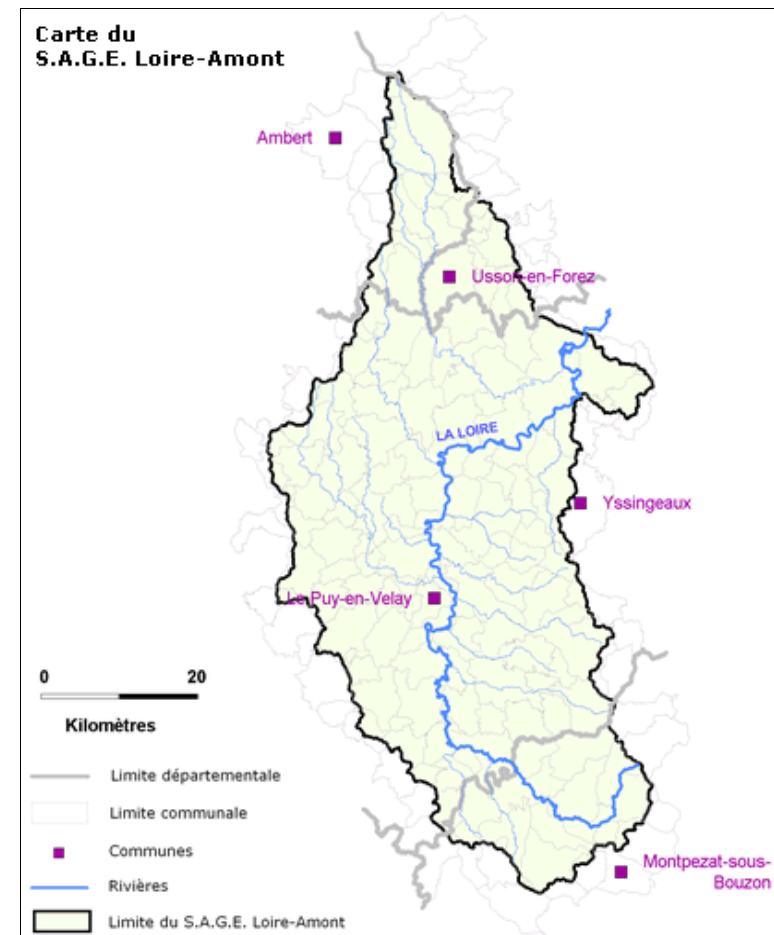 Carte du
S.A.G.E. Loire-Amont
Ambert
Usson-en-Forez
LA LOIRE
Yssingeaux
Le Puy-en-Velay
0 20
Kilomètres
Limite départementale
Limite communale
Communes
Rivières
Limite du S.A.G.E. Loire-Amont
Montpezat-sous-
Bouzon